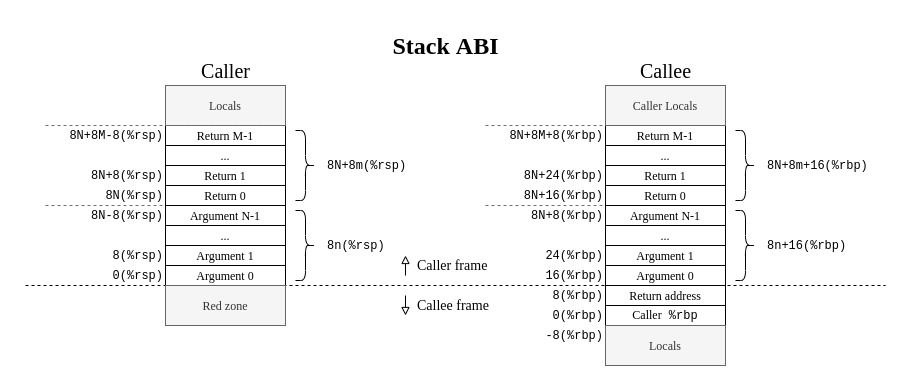 Stack ABI
Caller
Locals
8N+8M-8(%rsp) Return M-1
...
8N+8m(%rsp)
8N+8(%rsp) Return 1
8N(%rsp) Return 0
8N-8(%rsp) Argument N-1
...
8n(%rsp)
8(%rsp) Argument 1
0(%rsp) Argument 0
Red zone
Caller frame
Callee frame
Callee
Caller Locals
8N+8M+8(%rbp) Return M-1
...
8N+8m+16(%rbp)
8N+24(%rbp) Return 1
8N+16(%rbp) Return 0
8N+8(%rbp) Argument N-1
...
8n+16(%rbp)
24(%rbp) Argument 1
16(%rbp) Argument 0
8(%rbp) Return address
0(%rbp) Caller %rbp
-8(%rbp)
Locals